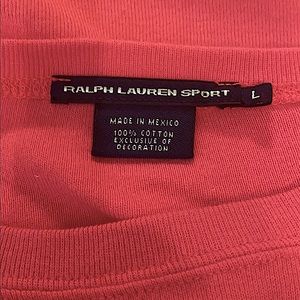 RALPH LAUREN SPORT L
MADE IN MEXICO
100% COTTON
EXCLUSIVE OF
DECORATION